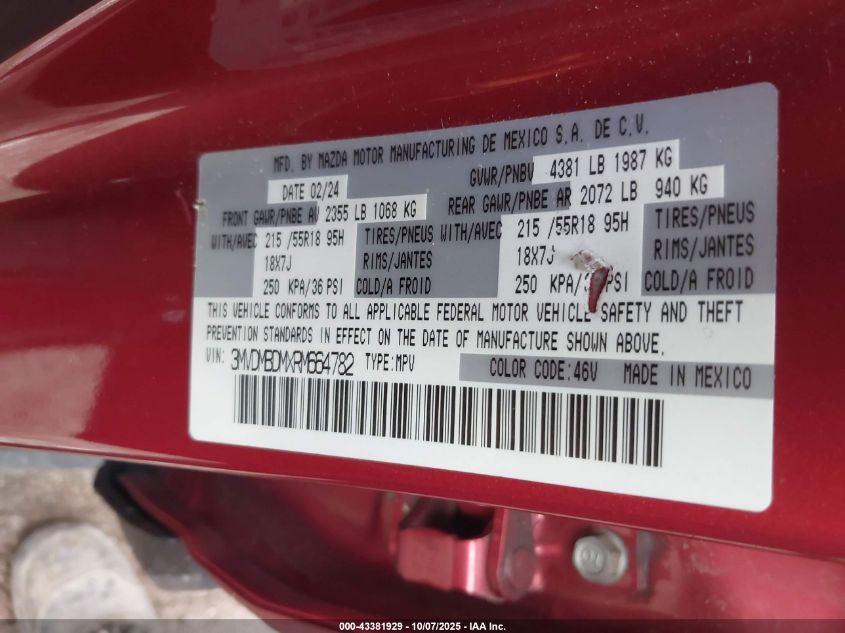 MFD. BY MAZDA MOTOR MANUFACTURING DE MEXICO S.A. DE C.V.
DATE 02/24 GVWR/PNBV 4381 LB 1987 KG
FRONT GAWR/PNBE AV 2355 LB 1068 KG REAR GAWR/PNBE AR 2072 LB 940 KG
WITH/AVEC 215 /55R18 95H TIRES/PNEUS WITH/AVEC 215 /55R18 95H TIRES/PNEUS
18X7J RIMS/JANTES 18X7J RIMS/JANTES
250 KPA/36 PSI COLD/A FROID 250 KPA/ PSI COLD/A FROID
THIS VEHICLE CONFORMS TO ALL APPLICABLE FEDERAL MOTOR VEHICLE SAFETY AND THEFT
PREVENTION STANDARDS IN EFFECT ON THE DATE OF MANUFACTURE SHOWN ABOVE.
VIN: 3MVDMBDMXRM664782 TYPE:MPV COLOR CODE:46V MADE IN MEXICO
000-43381929 - 10/07/2025 - IAA Inc.